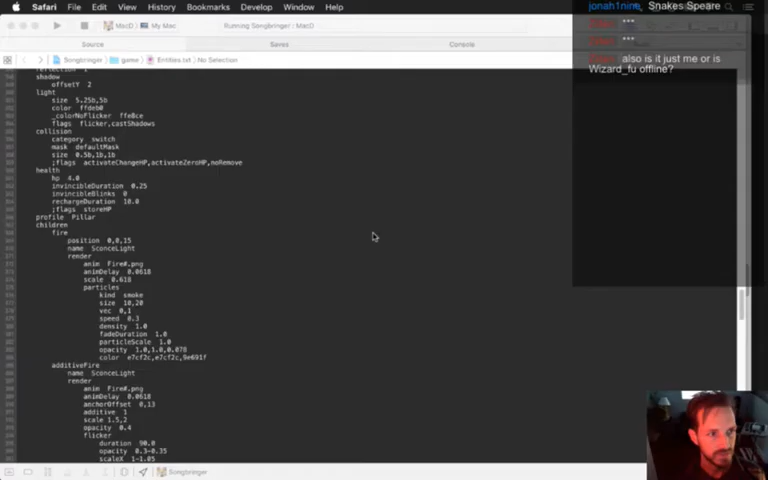 Safari File Edit View History Bookmarks Develop Window Help
jonah1nine Snakes Speare
***
***
also is it just me or is
Wizard_fu offline?
MacD My Mac Running Songbringer : MacD
Source Saves Console
Songbringer game Entities.txt No Selection
shadow
offsetY 2
light
size 5.25b,5b
color ffdeb8
_colorNoFlicker ffe0ce
flags flicker,castShadows
collision
category switch
mask defaultMask
size 0.5b,1b,1b
;flags activateChangeHP,activateZeroHP,noRemove
health
hp 4.0
invincibleDuration 0.25
invincibleBlinks 0
rechargeDuration 10.0
;flags storeHP
profile Pillar
children
fire
position 0,0,15
name SconceLight
render
anim Fire#.png
animDelay 0.0618
scale 0.618
particles
kind smoke
size 10,20
vec 0,1
speed 0.3
density 1.0
fadeDuration 1.0
particleScale 1.0
opacity 1.0,1.0,0.078
color e7cf2c,e7cf2c,9e691f
additiveFire
name SconceLight
render
anim Fire#.png
animDelay 0.0618
anchorOffset 0,13
additive 1
scale 1.5,2
opacity 0.4
flicker
duration 90.0
opacity 0.3~0.35
scaleX 1~1.05
Songbringer